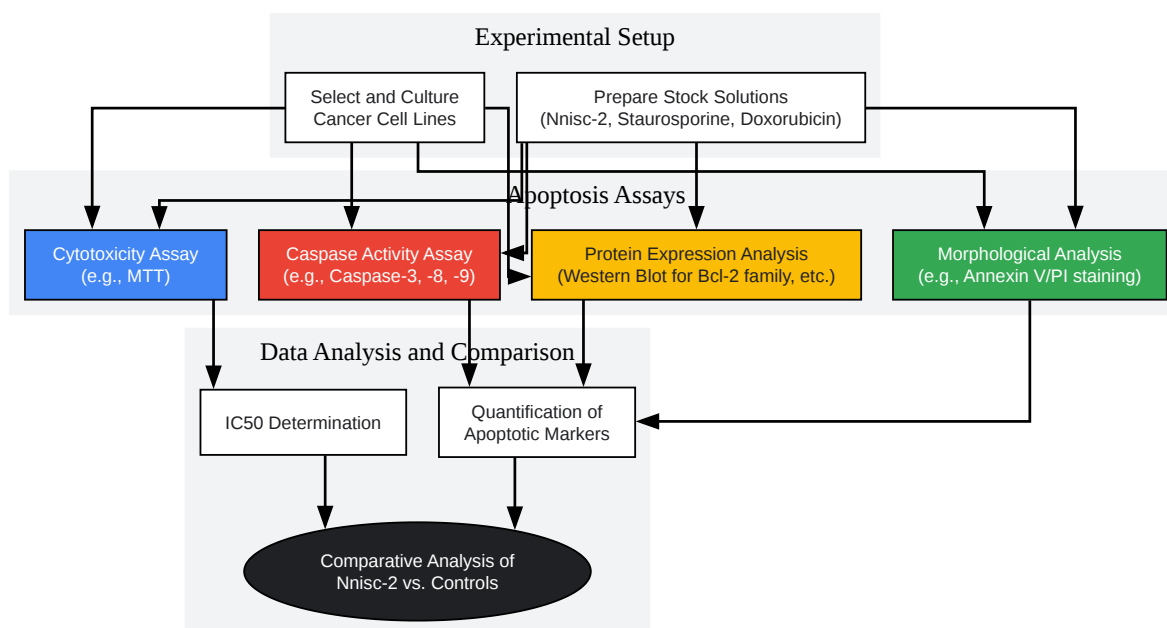 Experimental Setup
Select and Culture
Cancer Cell Lines
Prepare Stock Solutions
(Nnisc-2, Staurosporine, Doxorubicin)
Apoptosis Assays
Cytotoxicity Assay
(e.g., MTT)
Caspase Activity Assay
(e.g., Caspase-3, -8, -9)
Protein Expression Analysis
(Western Blot for Bcl-2 family, etc.)
Morphological Analysis
(e.g., Annexin V/PI staining)
Data Analysis and Comparison
IC50 Determination
Quantification of
Apoptotic Markers
Comparative Analysis of
Nnisc-2 vs. Controls